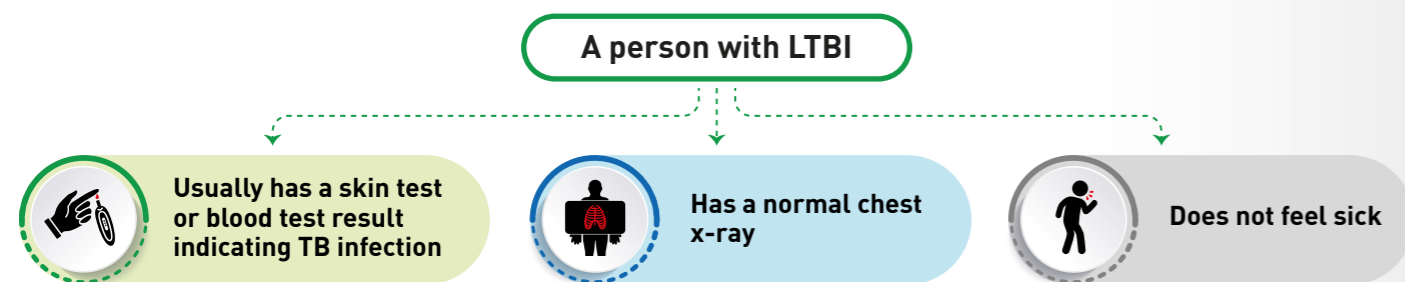 A person with LTBI
Usually has a skin test
or blood test result
indicating TB infection
Has a normal chest
x-ray
Does not feel sick